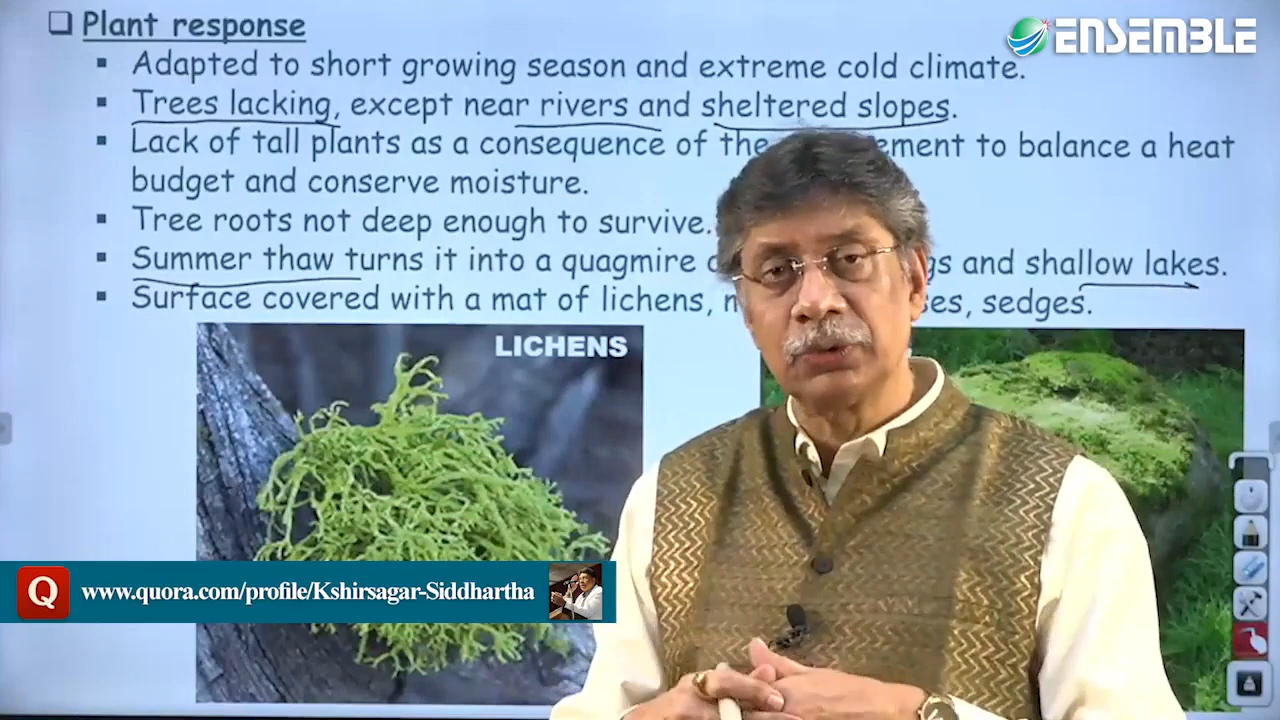 Plant response
ENSEMBLE
Adapted to short growing season and extreme cold climate.
Trees lacking, except near rivers and sheltered slopes.
Lack of tall plants as a consequence of the ement to balance a heat
budget and conserve moisture.
Tree roots not deep enough to survive.
Summer thaw turns it into a quagmire gs and shallow lakes.
Surface covered with a mat of lichens, es, sedges.
LICHENS
Q www.quora.com/profile/Kshirsagar-Siddhartha